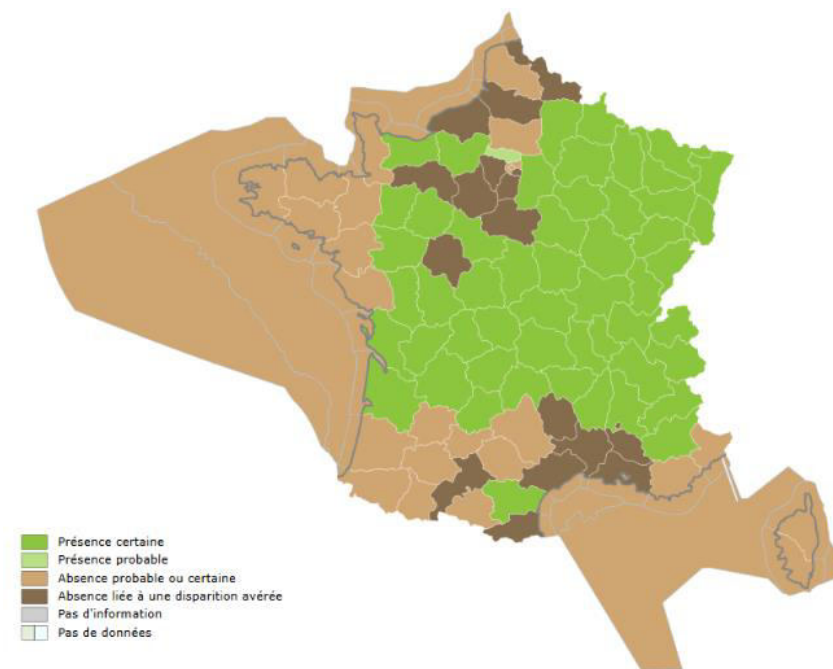 Présence certaine
Présence probable
Absence probable ou certaine
Absence liée à une disparition avérée
Pas d'information
Pas de données